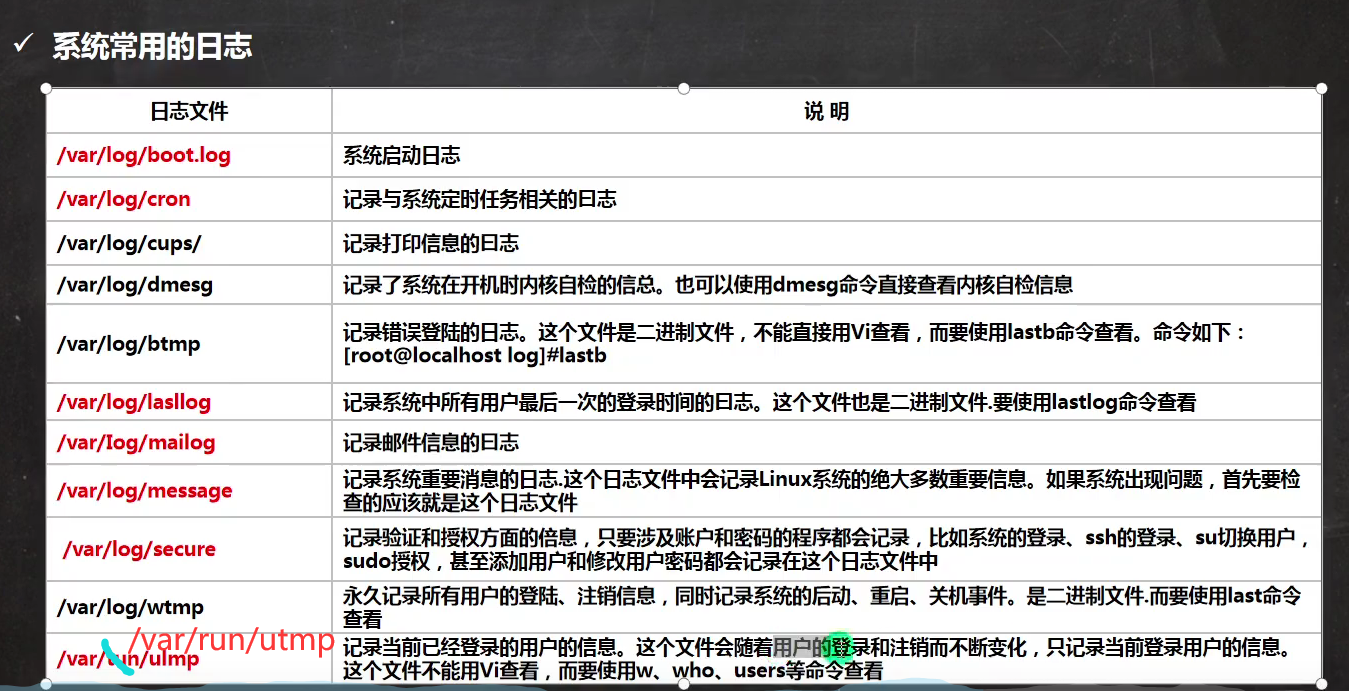 ✓ 系统常用的日志
日志文件 说 明
/var/log/boot.log 系统启动日志
/var/log/cron 记录与系统定时任务相关的曰志
/var/log/cups/ 记录打印信息的曰志
/var/log/dmesg 记录了系统在开机时内核自检的信总。也可以使用dmesg命令直接查看内核自检信息
/var/log/btmp 记录错误登陆的日志。这个文件是二进制文件，不能直接用Vi查看，而要使用lastb命令查看。命令如下：
[root@localhost log]#lastb
/var/log/lasllog 记录系统中所有用户最后一次的登录时间的曰志。这个文件也是二进制文件.要使用lastlog命令查看
/var/Iog/mailog 记录邮件信息的曰志
/var/log/message 记录系统重要消息的日志.这个日志文件中会记录Linux系统的绝大多数重要信息。如果系统出现问题，首先要检
查的应该就是这个日志文件
/var/log/secure 记录验证和授权方面的倍息，只要涉及账户和密码的程序都会记录，比如系统的登录、ssh的登录、su切换用户，
sudo授权，甚至添加用户和修改用户密码都会记录在这个日志文件中
/var/log/wtmp 永久记录所有用户的登陆、注销信息，同时记录系统的后动、重启、关机事件。是二进制文件.而要使用last命令
查看
/var/run/utmp
/var/tun/ulmp 记录当前已经登录的用户的信息。这个文件会随着用户的登录和注销而不断变化，只记录当前登录用户的信息。
这个文件不能用Vi查看，而要使用w、who、users等命令查看